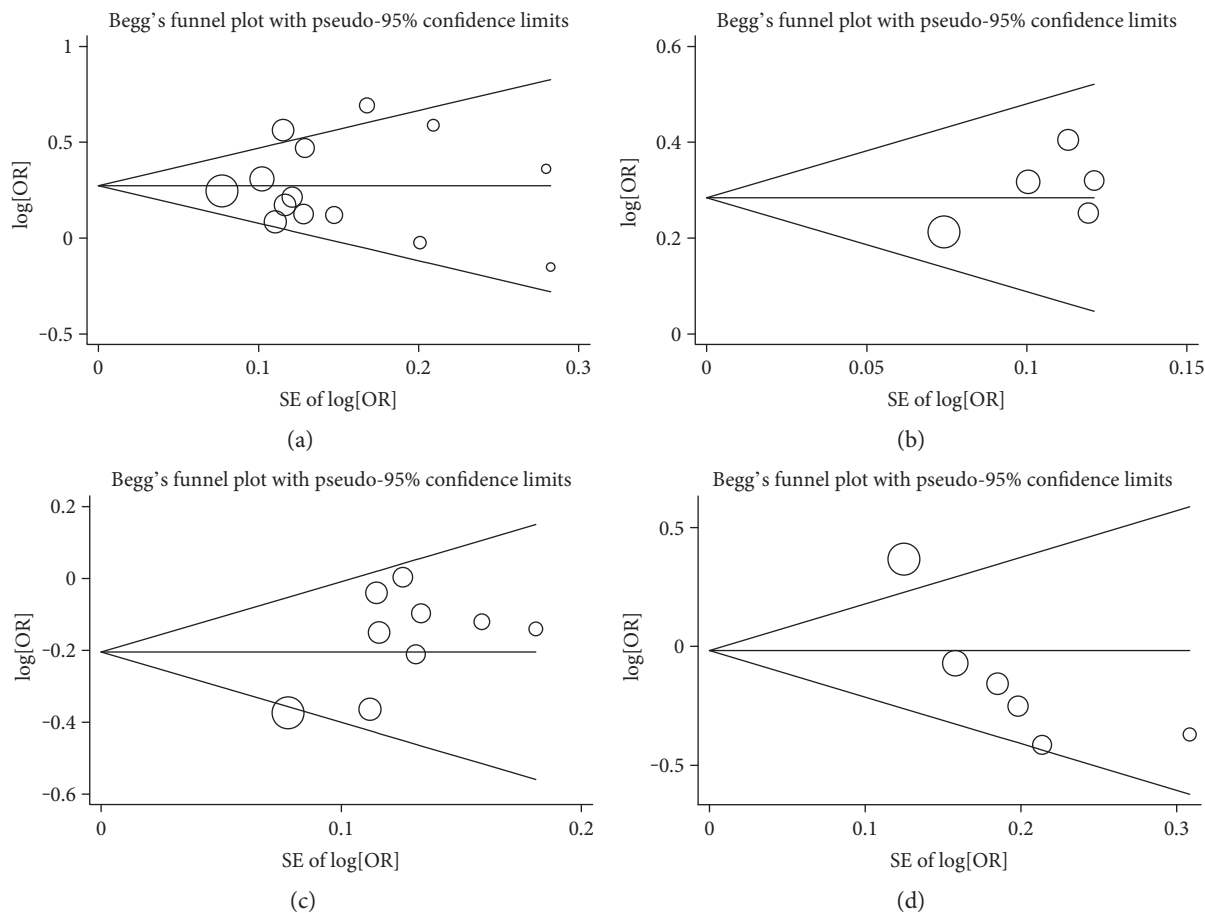 Begg’s funnel plot with pseudo-95% confidence limits
1
0.5
0
−0.5
log[OR]
0
0.1
0.2
0.3
SE of log[OR]
(a)
Begg’s funnel plot with pseudo-95% confidence limits
0.6
0.4
0.2
0
log[OR]
0
0.05
0.1
0.15
SE of log[OR]
(b)
Begg’s funnel plot with pseudo-95% confidence limits
0.2
0
−0.2
−0.4
−0.6
log[OR]
0
0.1
0.2
SE of log[OR]
(c)
Begg’s funnel plot with pseudo-95% confidence limits
0.5
0
−0.5
log[OR]
0
0.1
0.2
0.3
SE of log[OR]
(d)